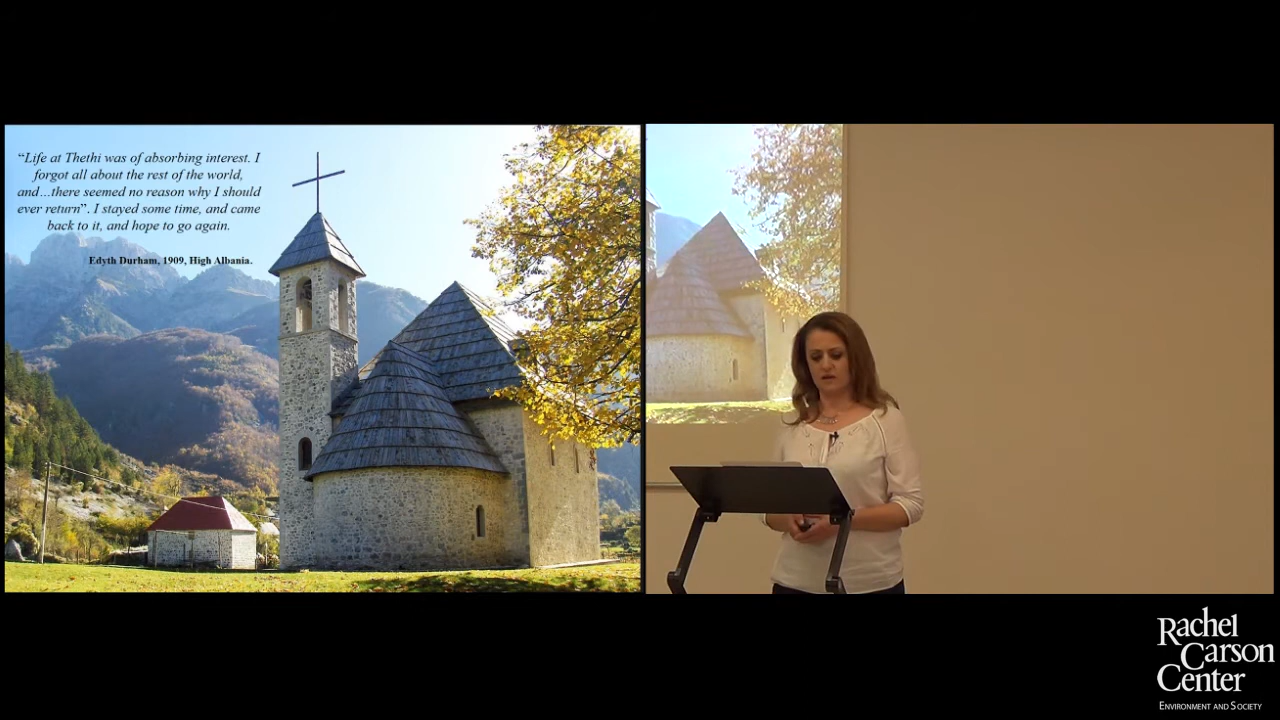 “Life at Thethi was of absorbing interest. I
forgot all about the rest of the world,
and…there seemed no reason why I should
ever return”. I stayed some time, and came
back to it, and hope to go again.
Edyth Durham, 1909, High Albania.
Rachel
Carson
Center
ENVIRONMENT AND SOCIETY